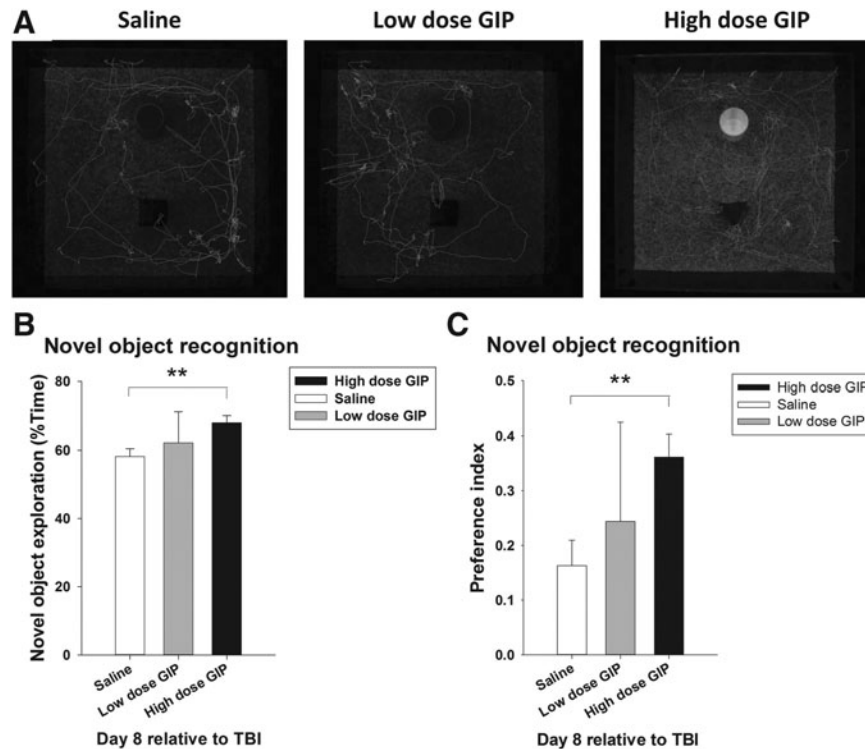 A
Saline
Low dose GIP
High dose GIP
B
Novel object recognition
**
High dose GIP
Saline
Low dose GIP
Novel object exploration (%Time)
80
60
40
20
0
Saline
Low dose GIP
High dose GIP
Day 8 relative to TBI
C
Novel object recognition
**
High dose GIP
Saline
Low dose GIP
Preference index
0.5
0.4
0.3
0.2
0.1
0.0
Saline
Low dose GIP
High dose GIP
Day 8 relative to TBI